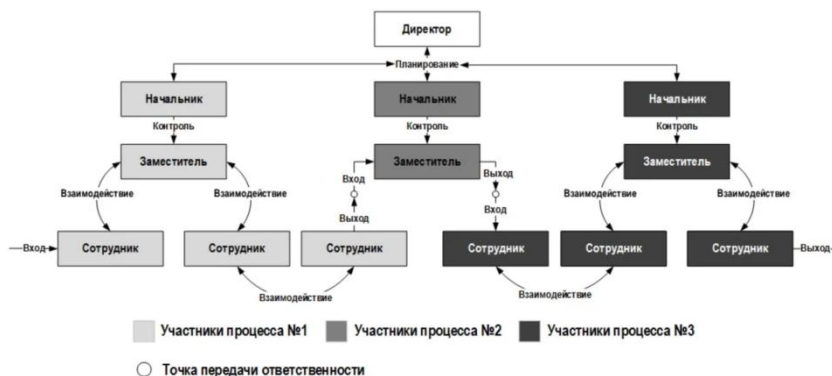 Директор
Планирование
Начальник
Начальник
Начальник
Контроль
Контроль
Контроль
Заместитель
Заместитель
Заместитель
Взаимодействие
Взаимодействие
Вход
Выход
Выход
Вход
Взаимодействие
Взаимодействие
Вход
Сотрудник
Сотрудник
Сотрудник
Сотрудник
Сотрудник
Сотрудник
Выход
Взаимодействие
Взаимодействие
Участники процесса №1
Участники процесса №2
Участники процесса №3
Точка передачи ответственности